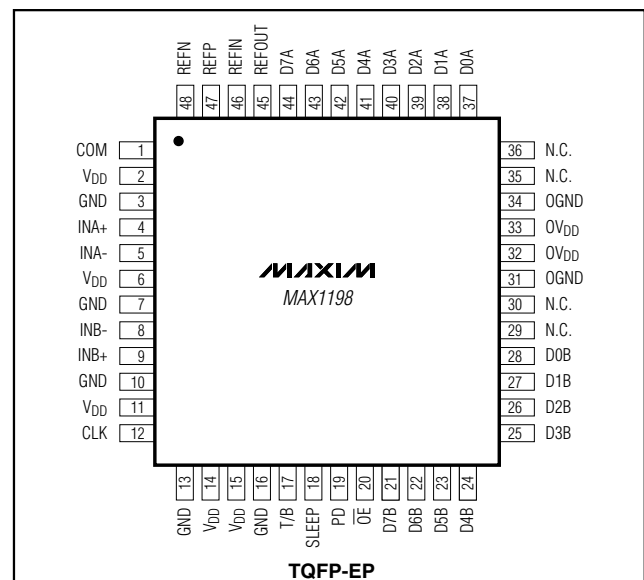 REFN REFP REFIN REFOUT D7A D6A D5A D4A D3A D2A D1A D0A
48 47 46 45 44 43 42 41 40 39 38 37
COM 1
VDD 2
GND 3
INA+ 4
INA- 5
VDD 6
GND 7
INB- 8
INB+ 9
GND 10
VDD 11
CLK 12
MAXIM
MAX1198
36 N.C.
35 N.C.
34 OGND
33 OVDD
32 OVDD
31 OGND
30 N.C.
29 N.C.
28 D0B
27 D1B
26 D2B
25 D3B
13 14 15 16 17 18 19 20 21 22 23 24
GND VDD VDD GND T/B SLEEP PD O̅E̅ D7B D6B D5B D4B
TQFP-EP